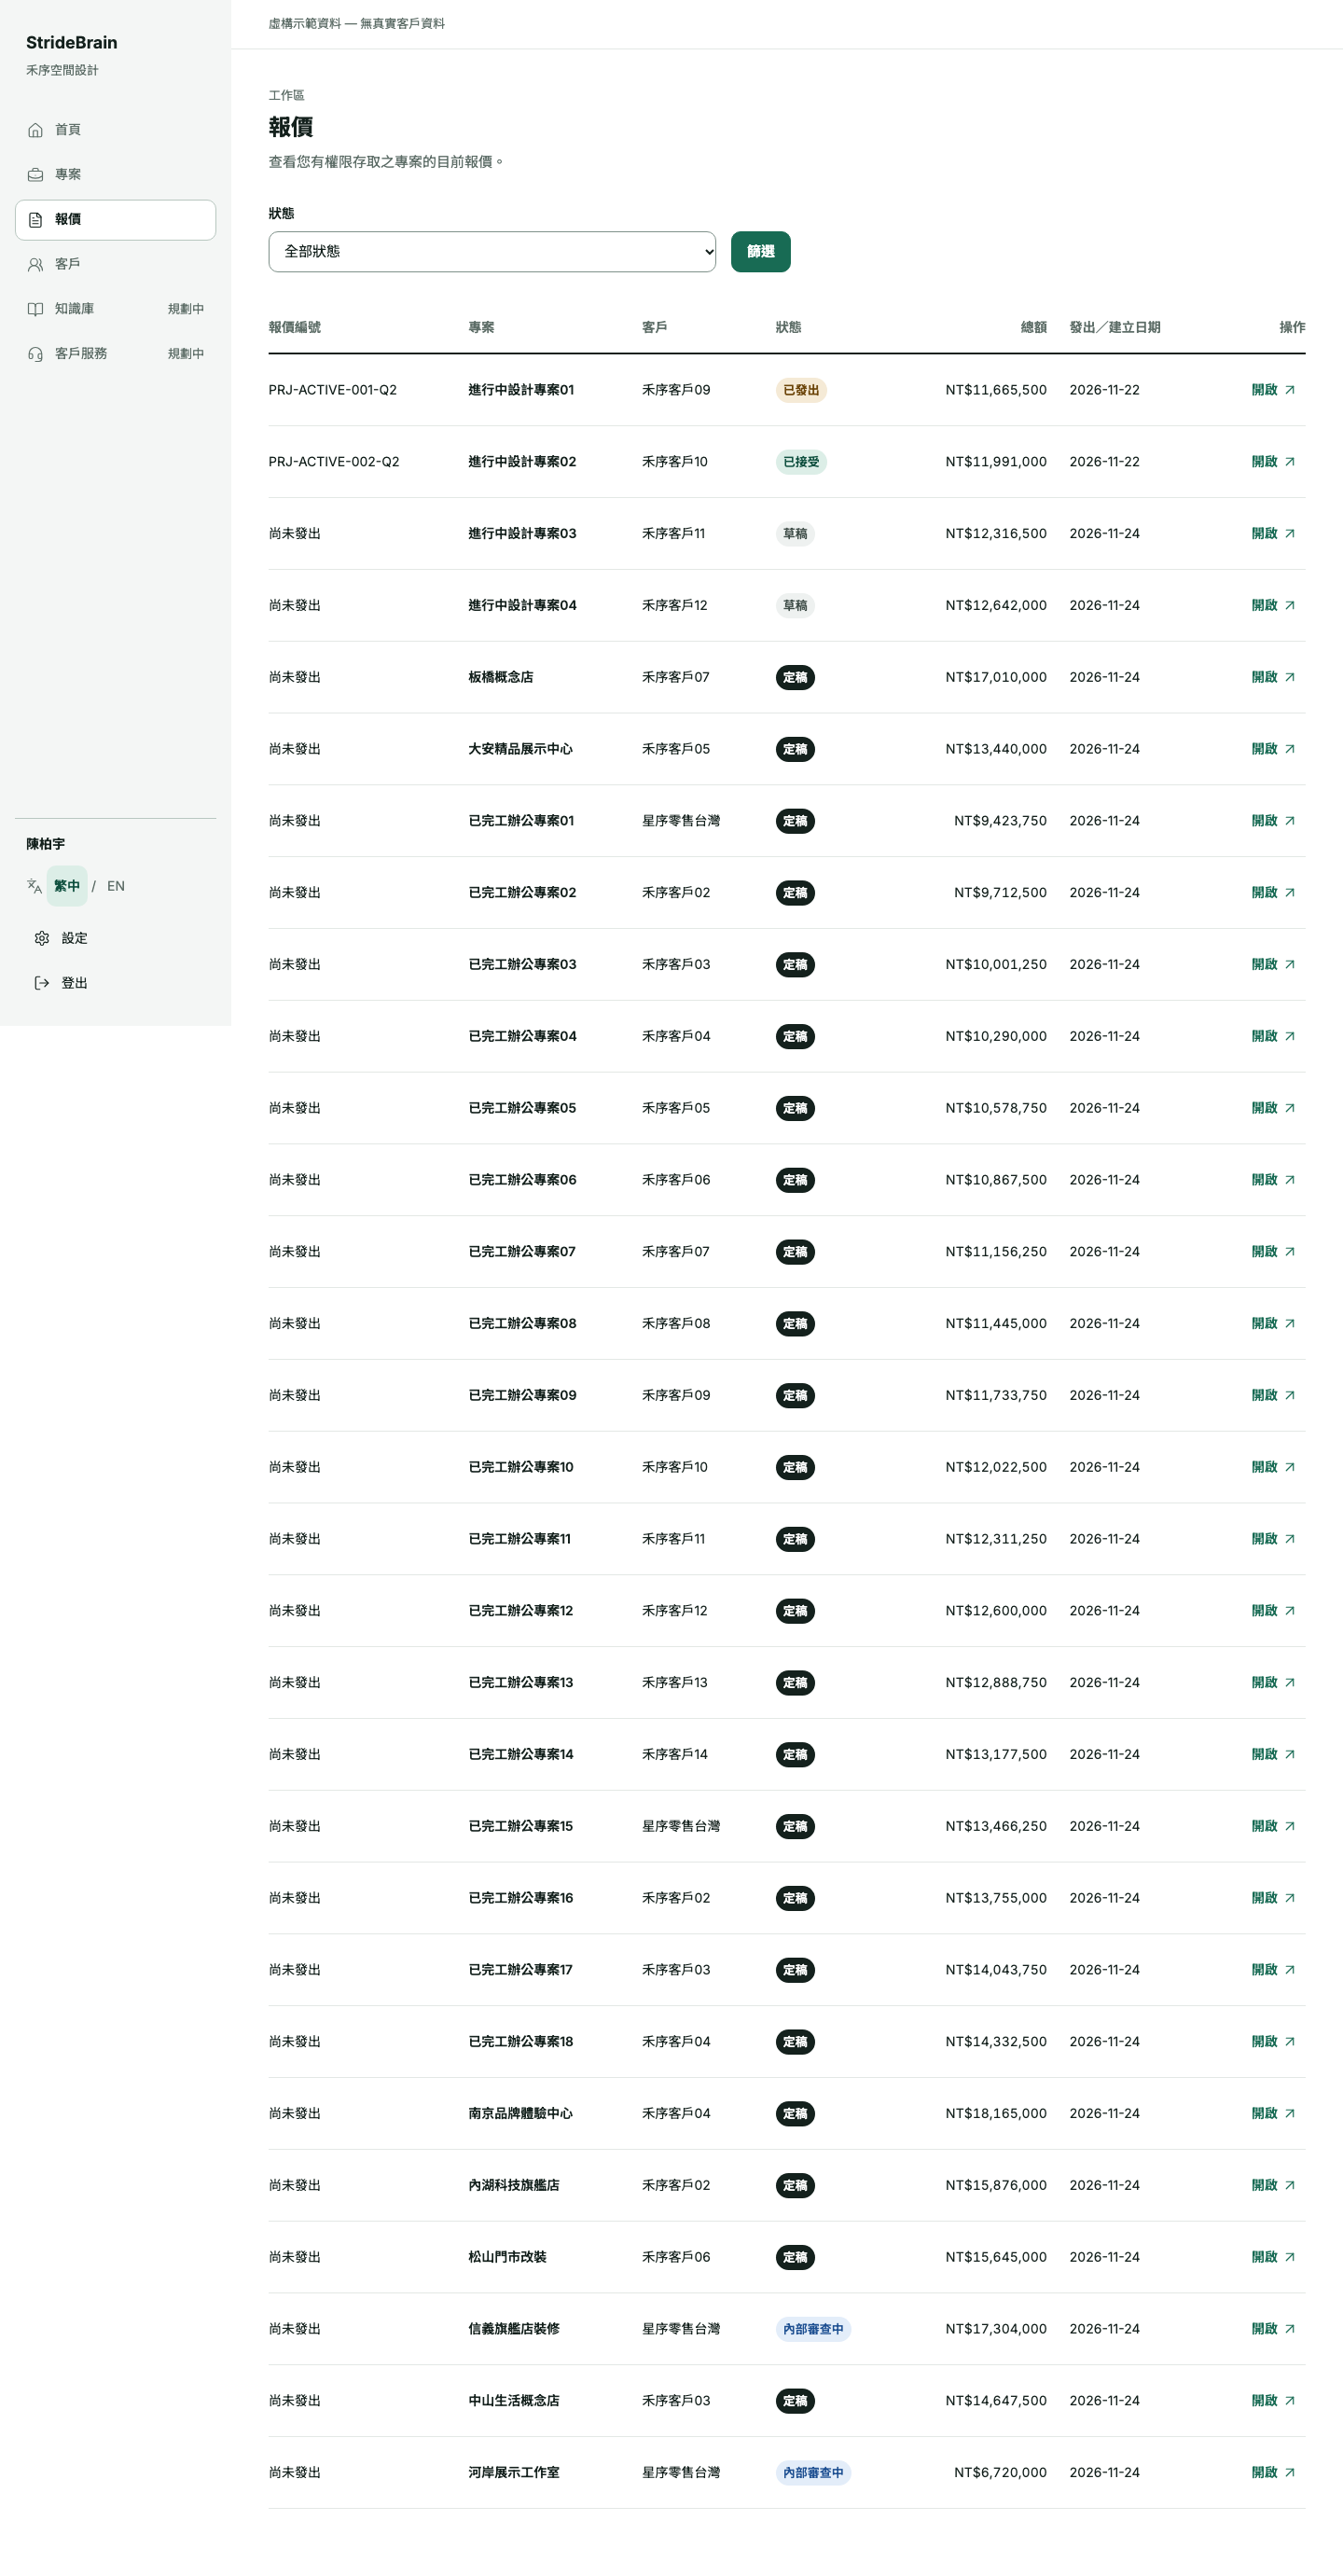 StrideBrain
禾序空間設計
首頁
專案
報價
客戶
知識庫 規劃中
客戶服務 規劃中
陳柏宇
繁中 / EN
設定
登出
虛構示範資料 — 無真實客戶資料
工作區
報價
查看您有權限存取之專案的目前報價。
狀態
全部狀態 篩選
報價編號 專案 客戶 狀態 總額 發出／建立日期 操作
PRJ-ACTIVE-001-Q2 進行中設計專案01 禾序客戶09 已發出 NT$11,665,500 2026-11-22 開啟
PRJ-ACTIVE-002-Q2 進行中設計專案02 禾序客戶10 已接受 NT$11,991,000 2026-11-22 開啟
尚未發出 進行中設計專案03 禾序客戶11 草稿 NT$12,316,500 2026-11-24 開啟
尚未發出 進行中設計專案04 禾序客戶12 草稿 NT$12,642,000 2026-11-24 開啟
尚未發出 板橋概念店 禾序客戶07 定稿 NT$17,010,000 2026-11-24 開啟
尚未發出 大安精品展示中心 禾序客戶05 定稿 NT$13,440,000 2026-11-24 開啟
尚未發出 已完工辦公專案01 星序零售台灣 定稿 NT$9,423,750 2026-11-24 開啟
尚未發出 已完工辦公專案02 禾序客戶02 定稿 NT$9,712,500 2026-11-24 開啟
尚未發出 已完工辦公專案03 禾序客戶03 定稿 NT$10,001,250 2026-11-24 開啟
尚未發出 已完工辦公專案04 禾序客戶04 定稿 NT$10,290,000 2026-11-24 開啟
尚未發出 已完工辦公專案05 禾序客戶05 定稿 NT$10,578,750 2026-11-24 開啟
尚未發出 已完工辦公專案06 禾序客戶06 定稿 NT$10,867,500 2026-11-24 開啟
尚未發出 已完工辦公專案07 禾序客戶07 定稿 NT$11,156,250 2026-11-24 開啟
尚未發出 已完工辦公專案08 禾序客戶08 定稿 NT$11,445,000 2026-11-24 開啟
尚未發出 已完工辦公專案09 禾序客戶09 定稿 NT$11,733,750 2026-11-24 開啟
尚未發出 已完工辦公專案10 禾序客戶10 定稿 NT$12,022,500 2026-11-24 開啟
尚未發出 已完工辦公專案11 禾序客戶11 定稿 NT$12,311,250 2026-11-24 開啟
尚未發出 已完工辦公專案12 禾序客戶12 定稿 NT$12,600,000 2026-11-24 開啟
尚未發出 已完工辦公專案13 禾序客戶13 定稿 NT$12,888,750 2026-11-24 開啟
尚未發出 已完工辦公專案14 禾序客戶14 定稿 NT$13,177,500 2026-11-24 開啟
尚未發出 已完工辦公專案15 星序零售台灣 定稿 NT$13,466,250 2026-11-24 開啟
尚未發出 已完工辦公專案16 禾序客戶02 定稿 NT$13,755,000 2026-11-24 開啟
尚未發出 已完工辦公專案17 禾序客戶03 定稿 NT$14,043,750 2026-11-24 開啟
尚未發出 已完工辦公專案18 禾序客戶04 定稿 NT$14,332,500 2026-11-24 開啟
尚未發出 南京品牌體驗中心 禾序客戶04 定稿 NT$18,165,000 2026-11-24 開啟
尚未發出 內湖科技旗艦店 禾序客戶02 定稿 NT$15,876,000 2026-11-24 開啟
尚未發出 松山門市改裝 禾序客戶06 定稿 NT$15,645,000 2026-11-24 開啟
尚未發出 信義旗艦店裝修 星序零售台灣 內部審查中 NT$17,304,000 2026-11-24 開啟
尚未發出 中山生活概念店 禾序客戶03 定稿 NT$14,647,500 2026-11-24 開啟
尚未發出 河岸展示工作室 星序零售台灣 內部審查中 NT$6,720,000 2026-11-24 開啟